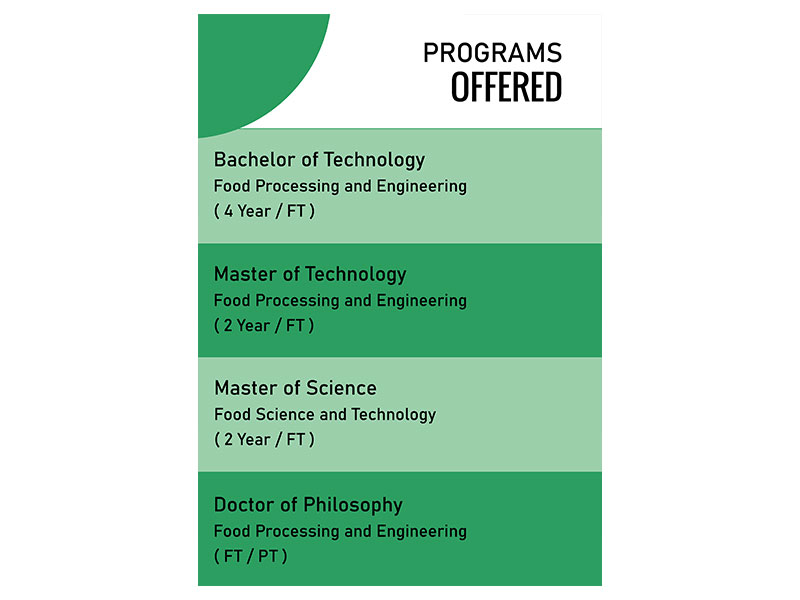 PROGRAMS
OFFERED
Bachelor of Technology
Food Processing and Engineering
( 4 Year / FT )
Master of Technology
Food Processing and Engineering
( 2 Year / FT )
Master of Science
Food Science and Technology
( 2 Year / FT )
Doctor of Philosophy
Food Processing and Engineering
( FT / PT )